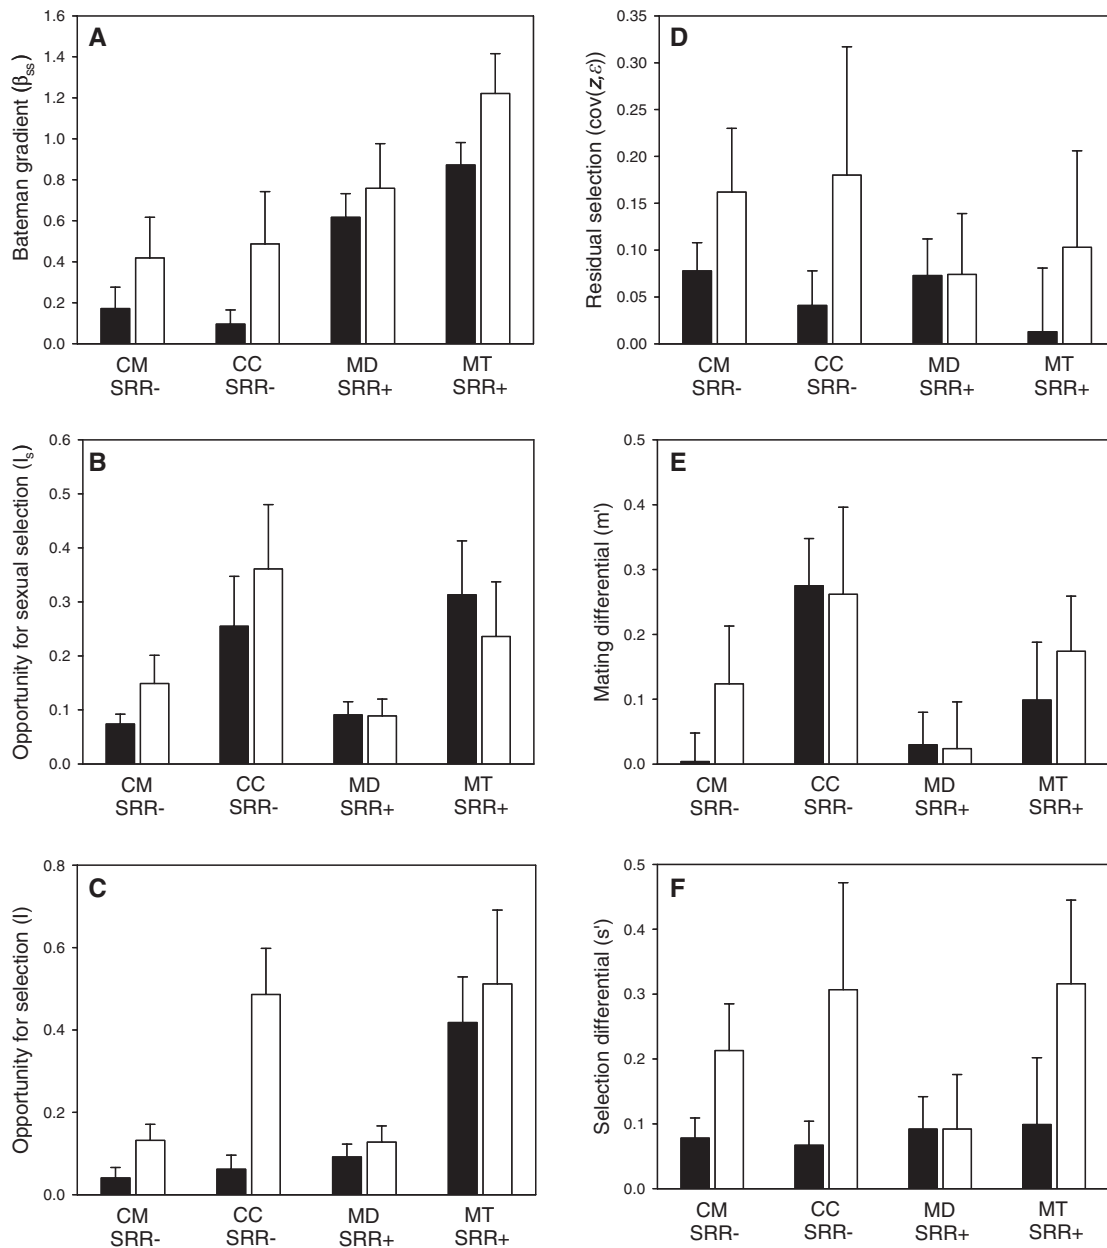 A
Bateman gradient (βss)
1.6
1.4
1.2
1.0
0.8
0.6
0.4
0.2
0.0
CM CC MD MT
SRR- SRR- SRR+ SRR+
D
Residual selection (cov(z,ε))
0.35
0.30
0.25
0.20
0.15
0.10
0.05
0.00
CM CC MD MT
SRR- SRR- SRR+ SRR+
B
Opportunity for sexual selection (Is)
0.6
0.5
0.4
0.3
0.2
0.1
0.0
CM CC MD MT
SRR- SRR- SRR+ SRR+
E
Mating differential (m')
0.5
0.4
0.3
0.2
0.1
0.0
CM CC MD MT
SRR- SRR- SRR+ SRR+
C
Opportunity for selection (I)
0.8
0.6
0.4
0.2
0.0
CM CC MD MT
SRR- SRR- SRR+ SRR+
F
Selection differential (s')
0.5
0.4
0.3
0.2
0.1
0.0
CM CC MD MT
SRR- SRR- SRR+ SRR+